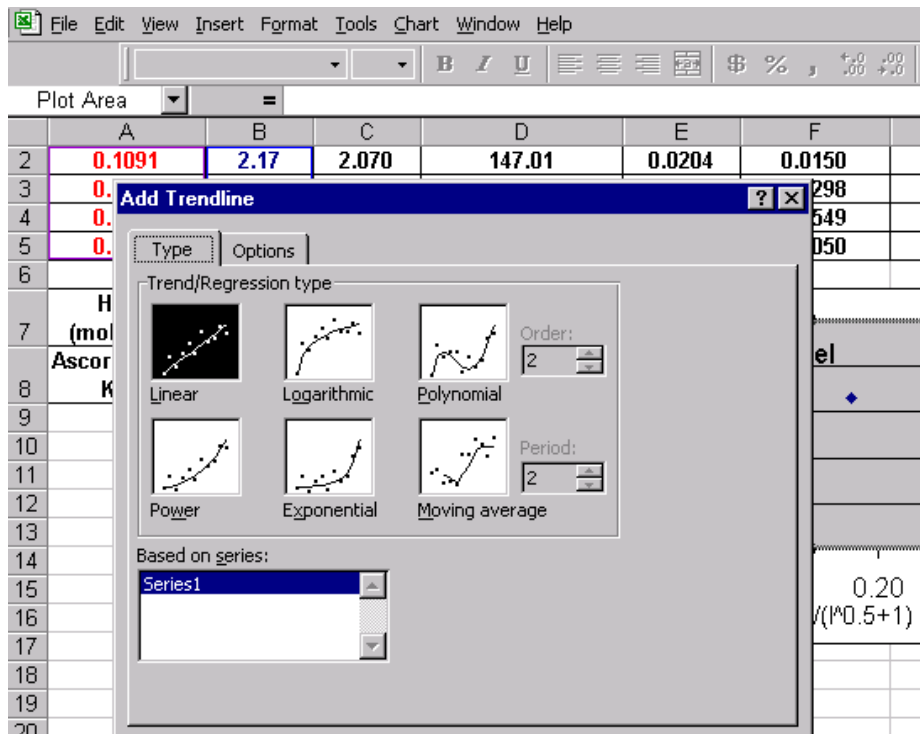 File Edit View Insert Format Tools Chart Window Help
B I U $ % , .00 .0
Plot Area =
A B C D E F
2 0.1091 2.17 2.070 147.01 0.0204 0.0150
3 0. 298
4 0. 549
5 0. 050
6
Add Trendline ? X
Type Options
Trend/Regression type
Linear Logarithmic Polynomial
Order:
2
Power Exponential Moving average
Period:
2
Based on series:
Series1
7 H
(mol
8 Ascor
K
el
9
10
11
12
13
14
15 0.20
16 /(I^0.5+1)
17
18
19
20